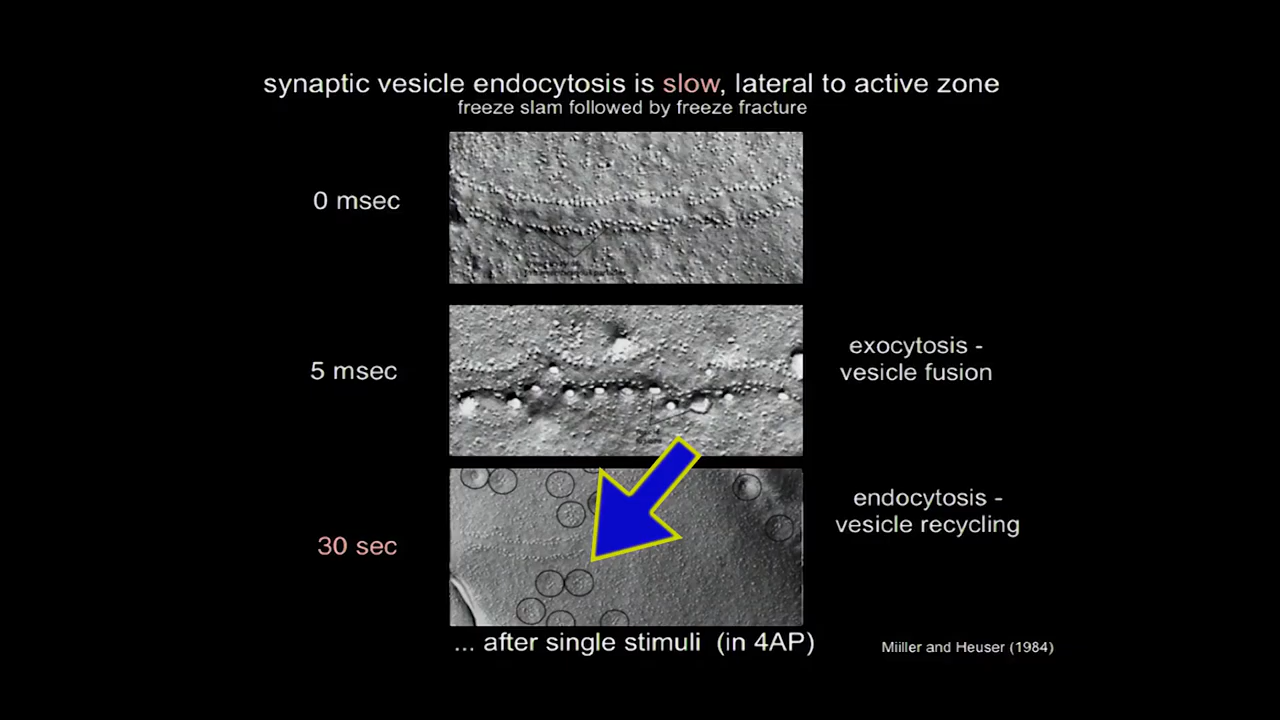 synaptic vesicle endocytosis is slow, lateral to active zone
freeze slam followed by freeze fracture
0 msec
5 msec
exocytosis -
vesicle fusion
30 sec
endocytosis -
vesicle recycling
... after single stimuli (in 4AP)
Miiller and Heuser (1984)